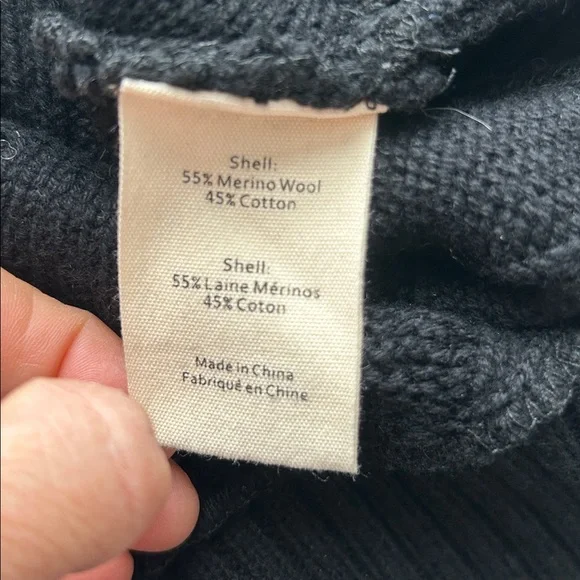 Shell:
55% Merino Wool
45% Cotton
Shell:
55% Laine Mérinos
45% Coton
Made in China
Fabriqué en Chine